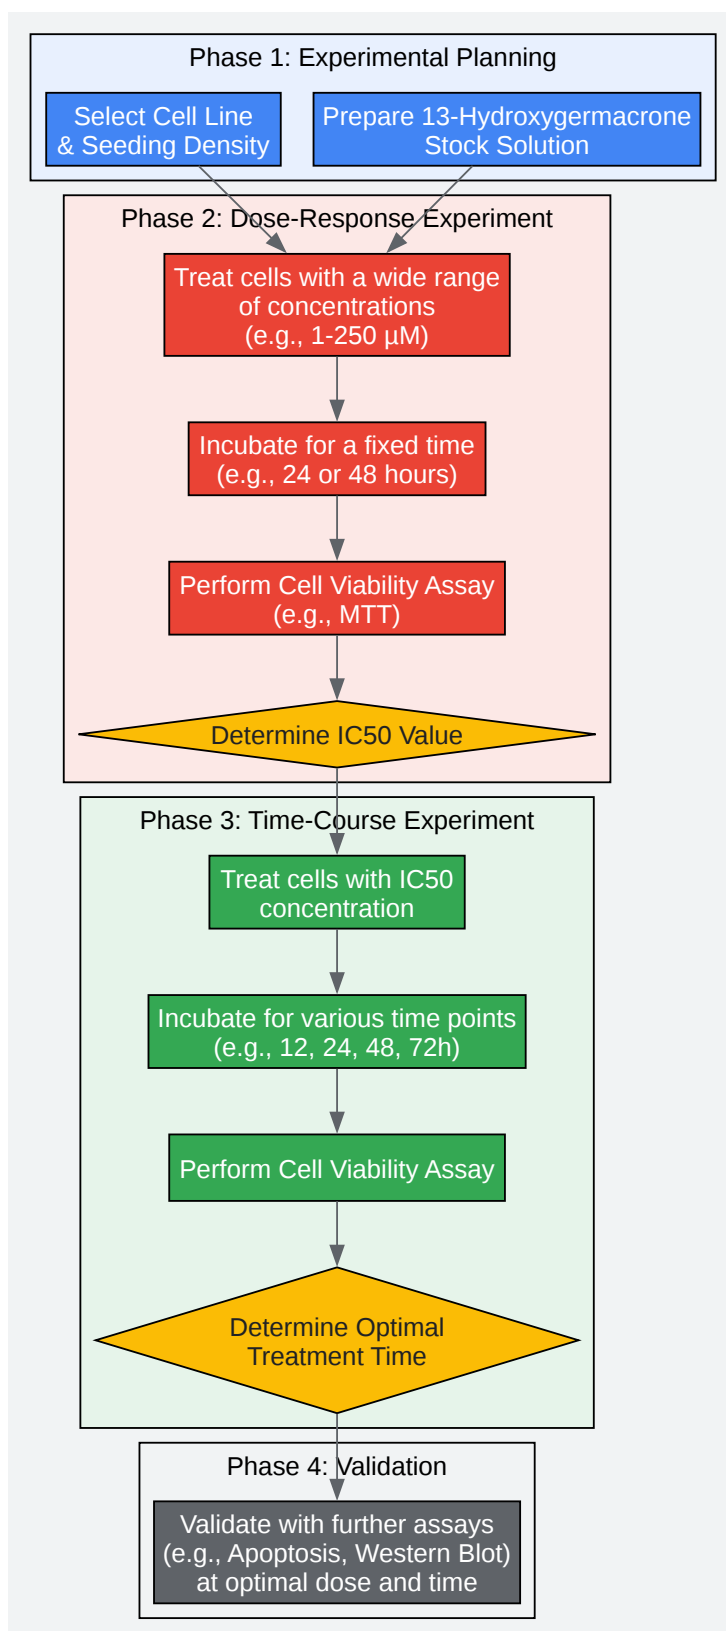 Phase 1: Experimental Planning
Select Cell Line
& Seeding Density
Prepare 13-Hydroxygermacrone
Stock Solution
Phase 2: Dose-Response Experiment
Treat cells with a wide range
of concentrations
(e.g., 1-250 µM)
Incubate for a fixed time
(e.g., 24 or 48 hours)
Perform Cell Viability Assay
(e.g., MTT)
Determine IC50 Value
Phase 3: Time-Course Experiment
Treat cells with IC50
concentration
Incubate for various time points
(e.g., 12, 24, 48, 72h)
Perform Cell Viability Assay
Determine Optimal
Treatment Time
Phase 4: Validation
Validate with further assays
(e.g., Apoptosis, Western Blot)
at optimal dose and time